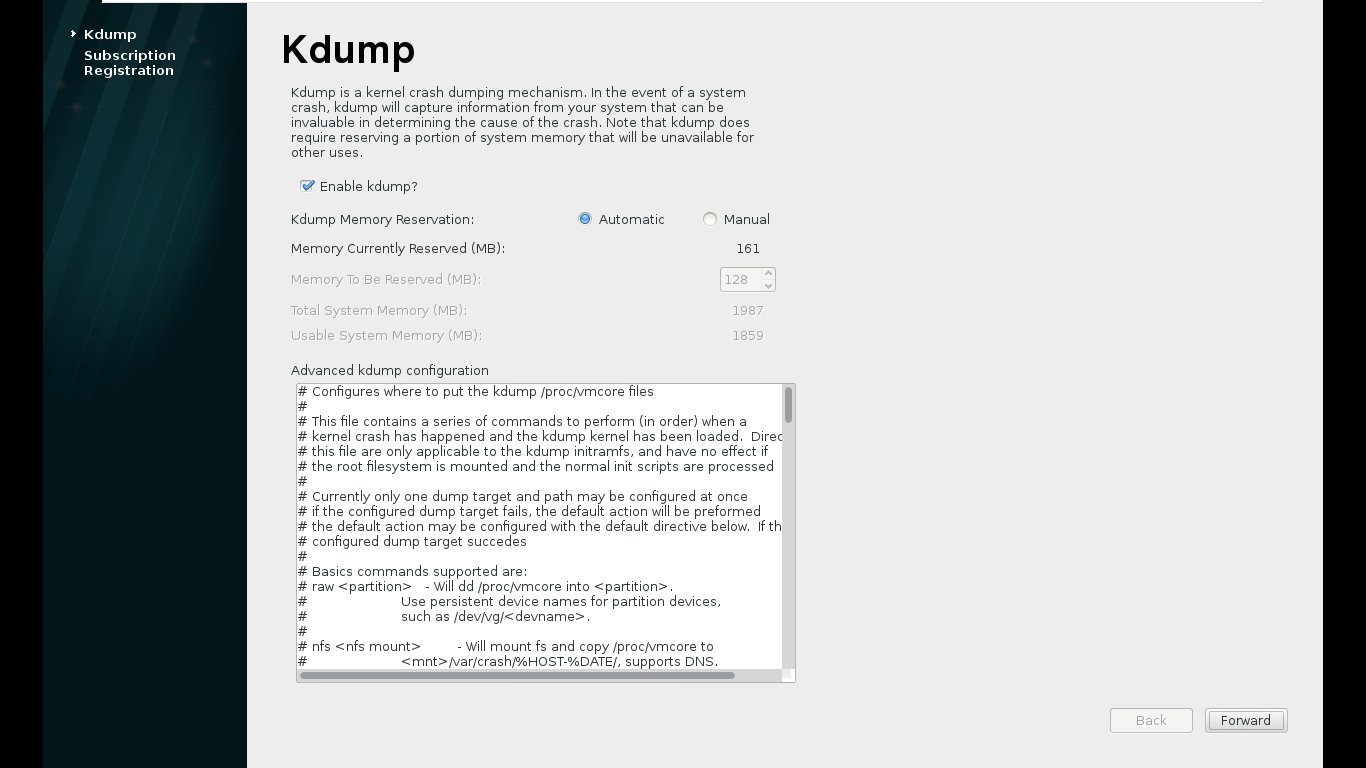 Kdump
Subscription
Registration
Kdump
Kdump is a kernel crash dumping mechanism. In the event of a system
crash, kdump will capture information from your system that can be
invaluable in determining the cause of the crash. Note that kdump does
require reserving a portion of system memory that will be unavailable for
other uses.
Enable kdump?
Kdump Memory Reservation: Automatic Manual
Memory Currently Reserved (MB): 161
Memory To Be Reserved (MB): 128
Total System Memory (MB): 1987
Usable System Memory (MB): 1859
Advanced kdump configuration
# Configures where to put the kdump /proc/vmcore files
#
# This file contains a series of commands to perform (in order) when a
# kernel crash has happened and the kdump kernel has been loaded.  Direc
# this file are only applicable to the kdump initramfs, and have no effect if
# the root filesystem is mounted and the normal init scripts are processed
#
# Currently only one dump target and path may be configured at once
# if the configured dump target fails, the default action will be preformed
# the default action may be configured with the default directive below.  If th
# configured dump target succedes
#
# Basics commands supported are:
# raw <partition>   - Will dd /proc/vmcore into <partition>.
#                     Use persistent device names for partition devices,
#                     such as /dev/vg/<devname>.
#
# nfs <nfs mount>         - Will mount fs and copy /proc/vmcore to
#                     <mnt>/var/crash/%HOST-%DATE/, supports DNS.
Back Forward